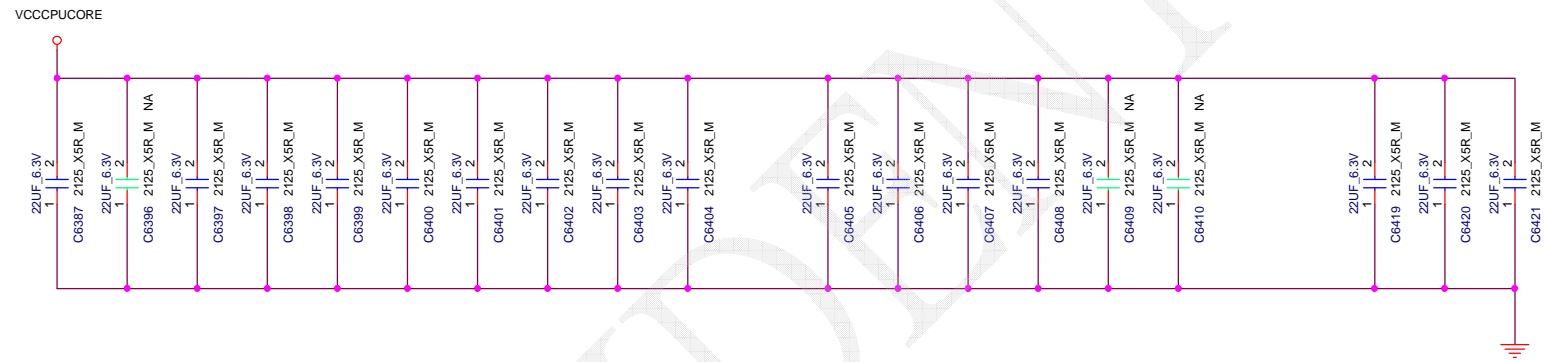 VCCCPUCORE
22UF_6.3V
1 2
C6387 2125_X5R_M
22UF_6.3V
1 2
C6396 2125_X5R_M NA
22UF_6.3V
1 2
C6397 2125_X5R_M
22UF_6.3V
1 2
C6398 2125_X5R_M
22UF_6.3V
1 2
C6399 2125_X5R_M
22UF_6.3V
1 2
C6400 2125_X5R_M
22UF_6.3V
1 2
C6401 2125_X5R_M
22UF_6.3V
1 2
C6402 2125_X5R_M
22UF_6.3V
1 2
C6403 2125_X5R_M
22UF_6.3V
1 2
C6404 2125_X5R_M
22UF_6.3V
1 2
C6405 2125_X5R_M
22UF_6.3V
1 2
C6406 2125_X5R_M
22UF_6.3V
1 2
C6407 2125_X5R_M
22UF_6.3V
1 2
C6408 2125_X5R_M
22UF_6.3V
1 2
C6409 2125_X5R_M NA
22UF_6.3V
1 2
C6410 2125_X5R_M NA
22UF_6.3V
1 2
C6419 2125_X5R_M
22UF_6.3V
1 2
C6420 2125_X5R_M
22UF_6.3V
1 2
C6421 2125_X5R_M